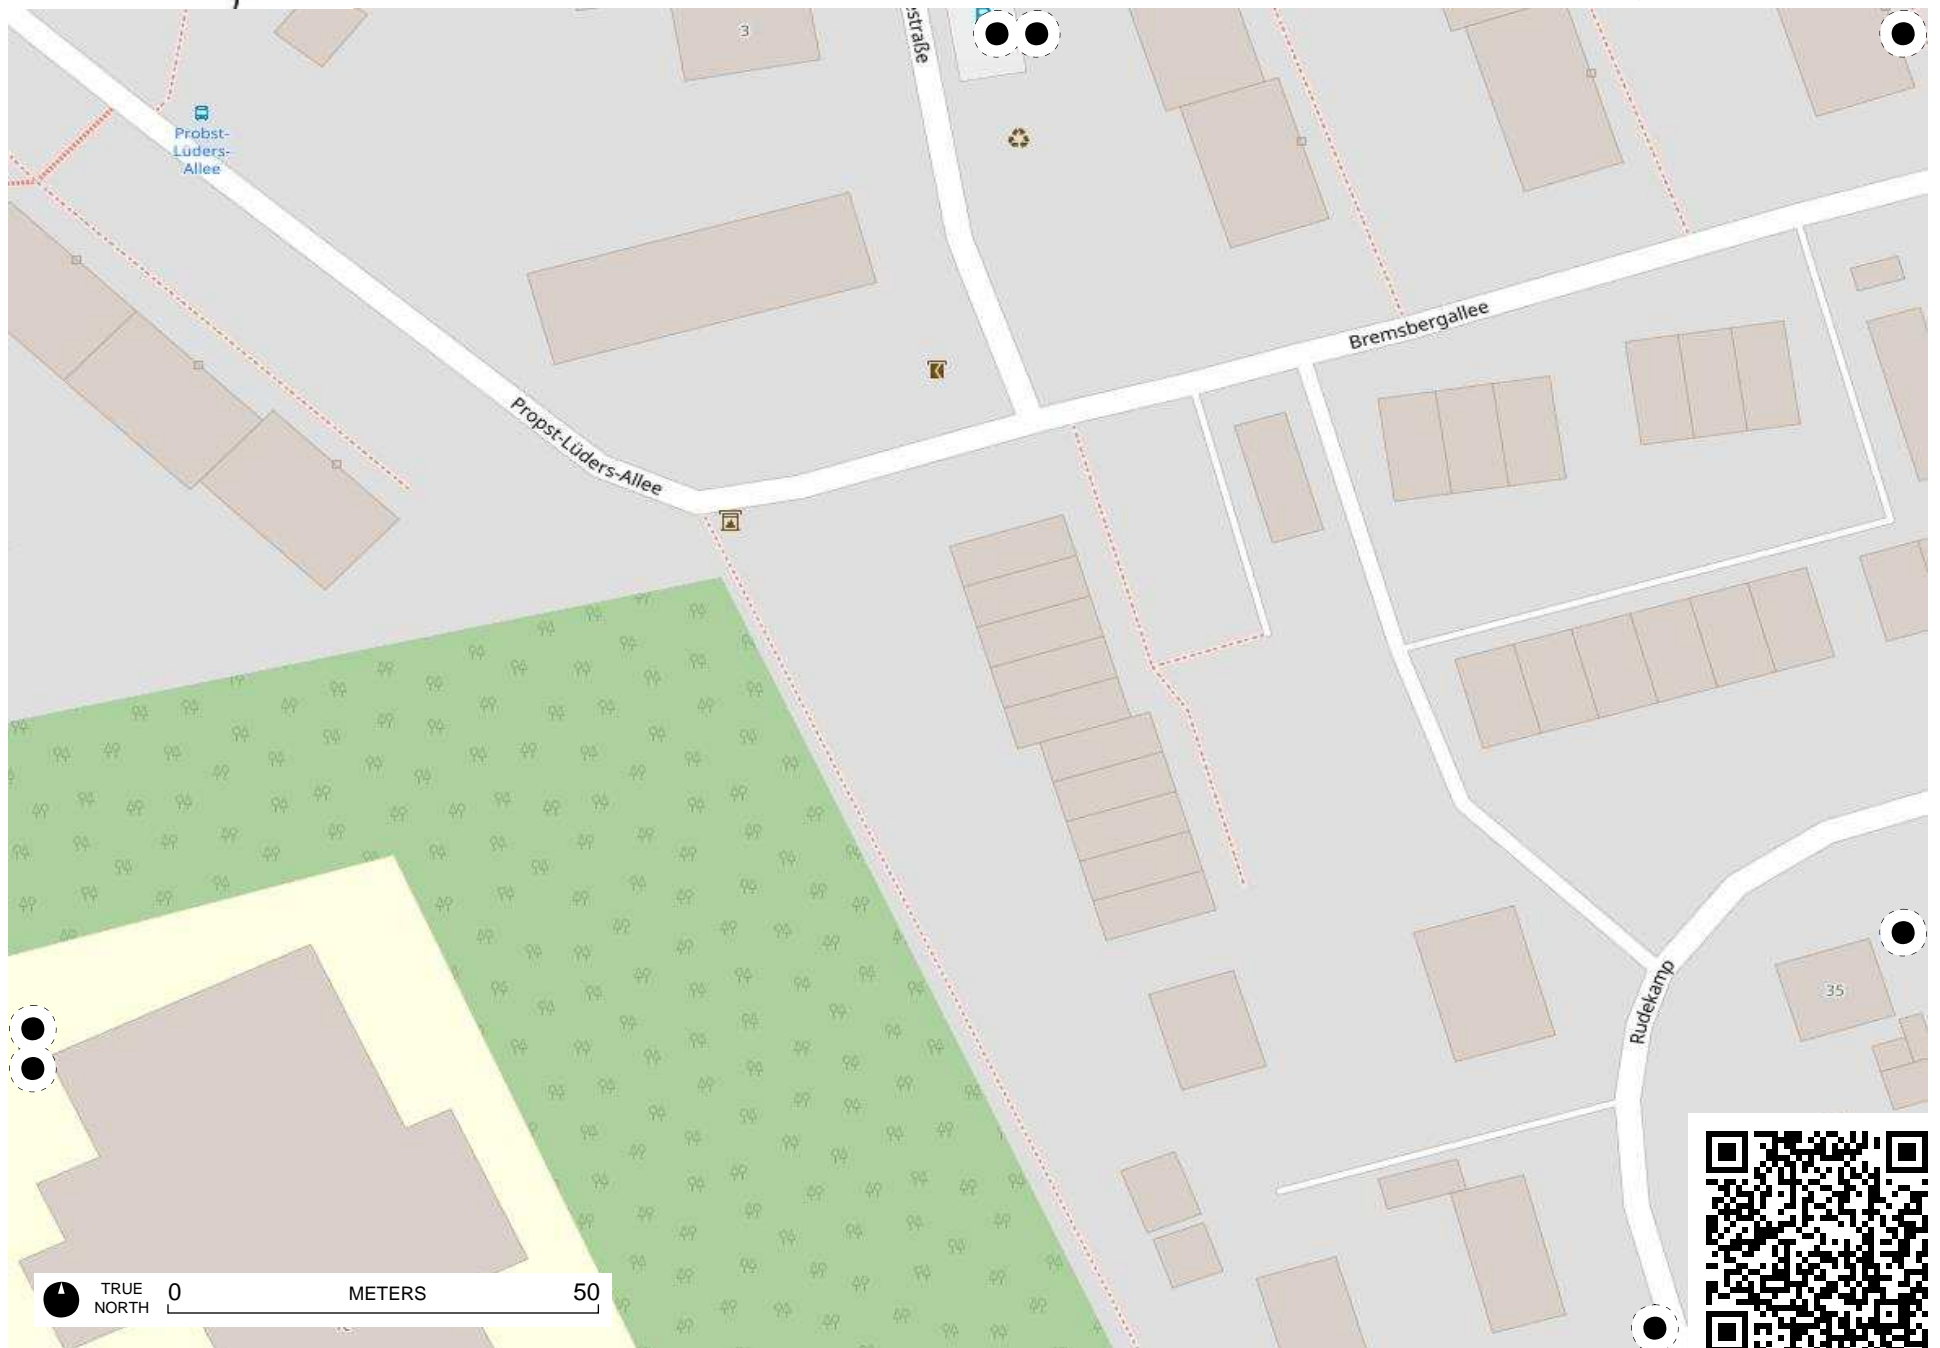 3
straße
Probst-
Lüders-
Allee
Bremsbergallee
Propst-Lüders-Allee
35
Rudekamp
TRUE
NORTH
0
METERS
50